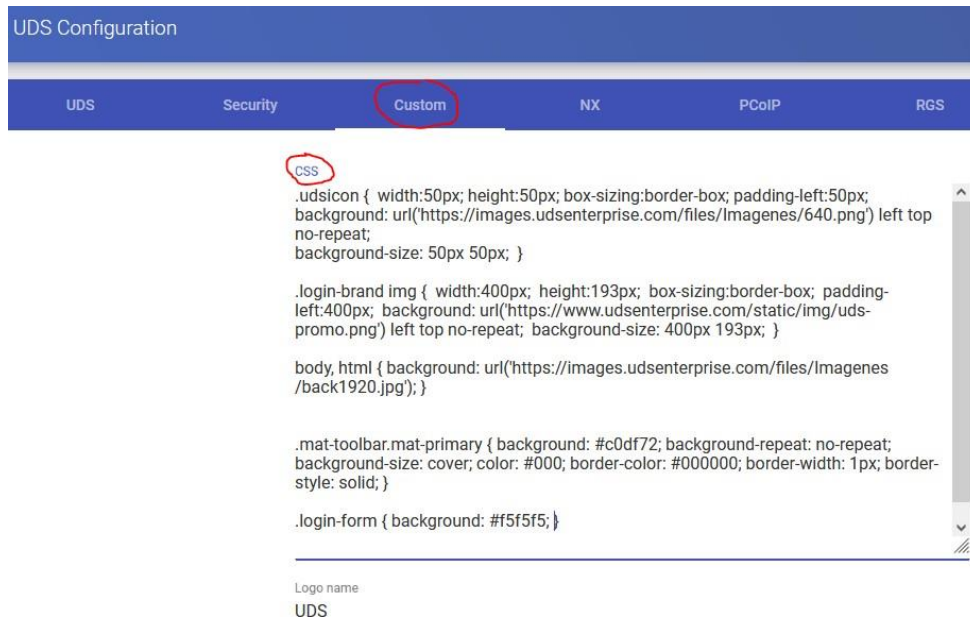 UDS Configuration
UDS Security Custom NX PCoIP RGS
CSS
.udsicon {  width:50px; height:50px; box-sizing:border-box; padding-left:50px;
background: url('https://images.udsenterprise.com/files/Imagenes/640.png') left top
no-repeat;
background-size: 50px 50px;  }
.login-brand img {  width:400px;  height:193px;  box-sizing:border-box;  padding-
left:400px;  background: url('https://www.udsenterprise.com/static/img/uds-
promo.png') left top no-repeat;  background-size: 400px 193px;  }
body, html { background: url('https://images.udsenterprise.com/files/Imagenes
/back1920.jpg'); }
.mat-toolbar.mat-primary { background: #c0df72; background-repeat: no-repeat;
background-size: cover; color: #000; border-color: #000000; border-width: 1px; border-
style: solid; }
.login-form { background: #f5f5f5; }
Logo name
UDS